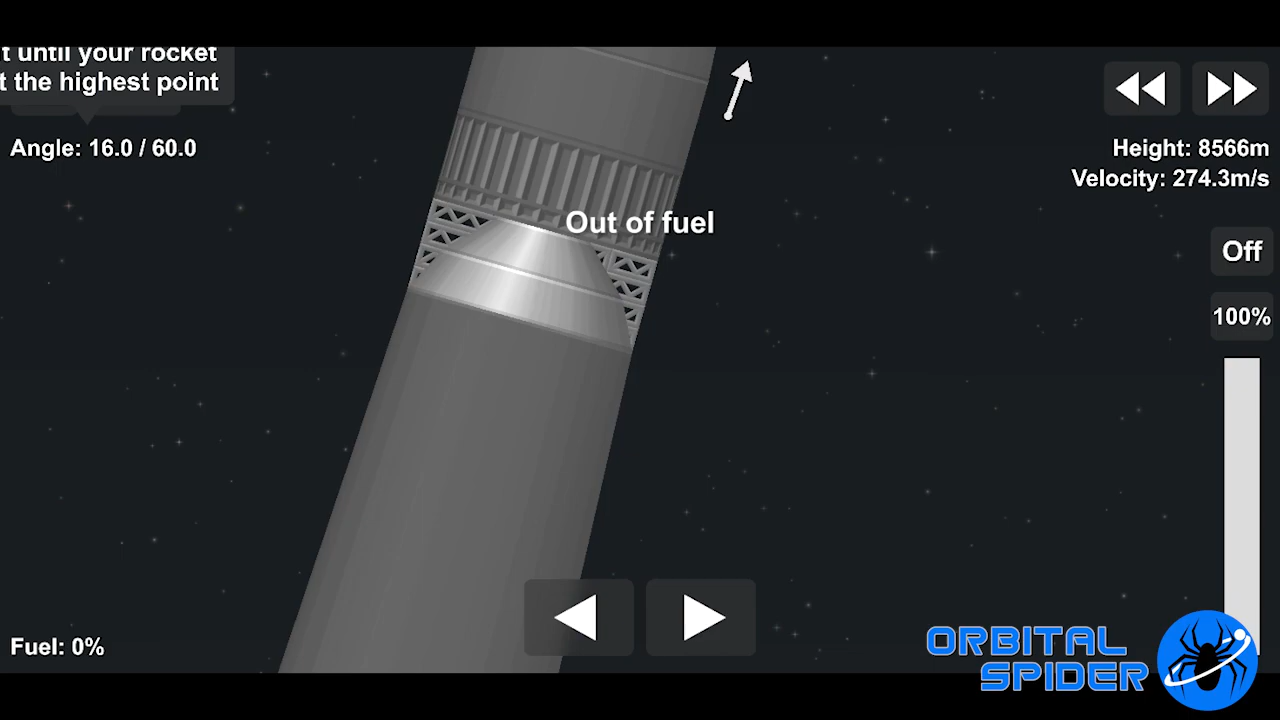 t until your rocket
t the highest point
Angle: 16.0 / 60.0
Height: 8566m
Velocity: 274.3m/s
Out of fuel
Off
100%
Fuel: 0%
ORBITAL
SPIDER